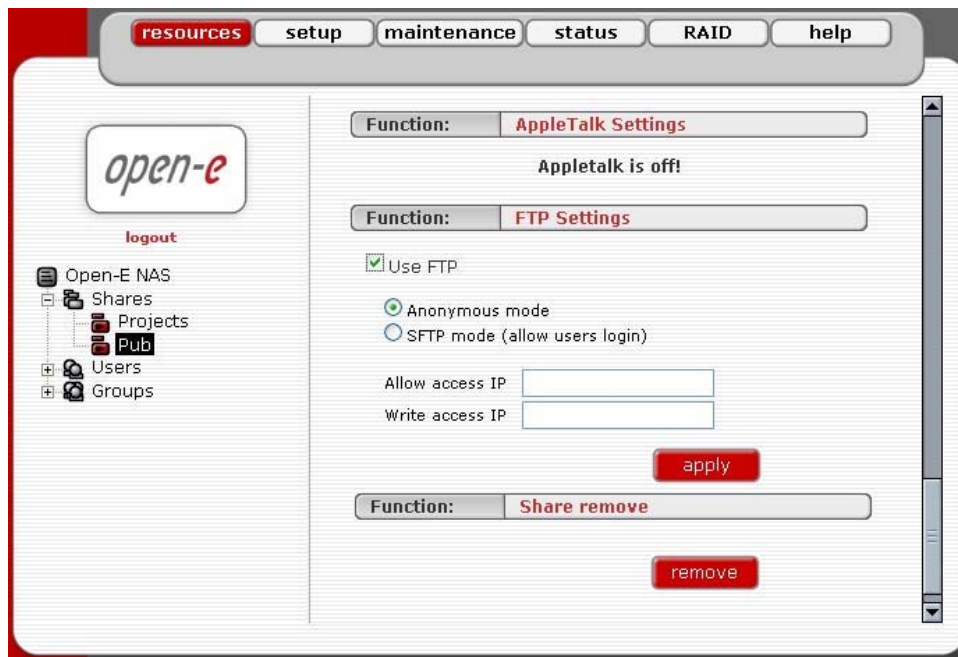 resources setup maintenance status RAID help
open-e
logout
Open-E NAS
Shares
Projects
Pub
Users
Groups
Function: AppleTalk Settings
Appletalk is off!
Function: FTP Settings
Use FTP
Anonymous mode
SFTP mode (allow users login)
Allow access IP
Write access IP
apply
Function: Share remove
remove